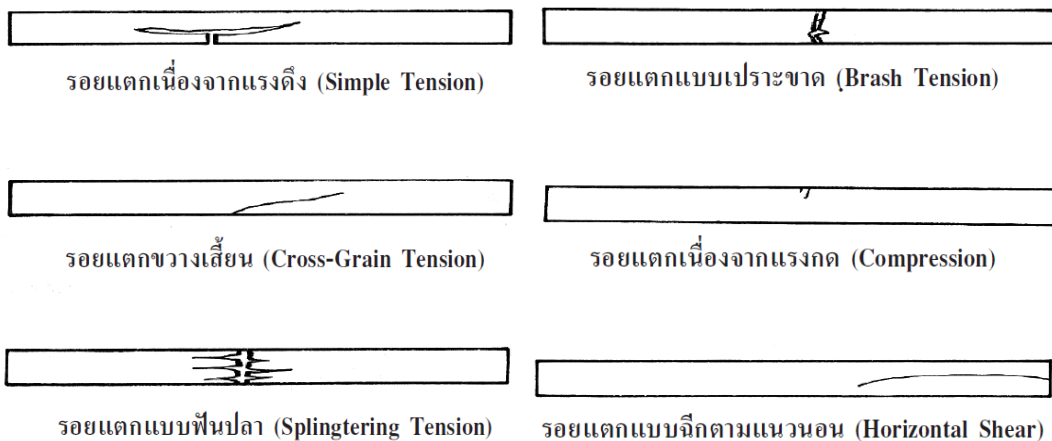 รอยแตกเนื่องจากแรงดึง (Simple Tension)
รอยแตกแบบเปราะขาด (Brash Tension)
รอยแตกขวางเสี้ยน (Cross-Grain Tension)
รอยแตกเนื่องจากแรงกด (Compression)
รอยแตกแบบฟันปลา (Splingtering Tension)
รอยแตกแบบฉีกตามแนวนอน (Horizontal Shear)